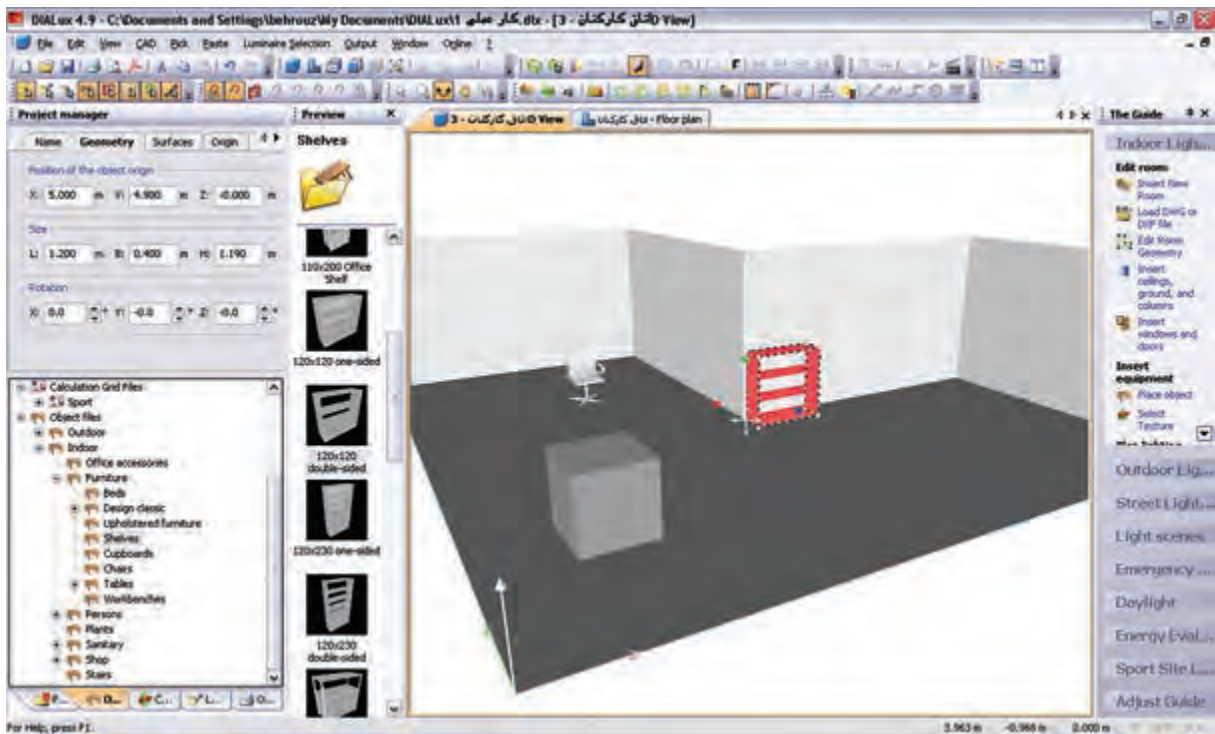 DIALux 4.9 - C:\Documents and Settings\behrouz\My Documents\DIALux\1 کار عملی.dlx - [اتاق کارکنان - 3D View]
File Edit View CAD Pick Paste Luminaire Selection Output Window Online ?
Project manager
Name Geometry Surfaces Origin
Position of the object origin
X: 5.000 m Y: 4.900 m Z: -0.000 m
Size
L: 1.200 m B: 0.400 m H: 1.190 m
Rotation
X: 0.0 ° Y: -0.0 ° Z: -0.0 °
Calculation Grid Files
Sport
Object files
Outdoor
Indoor
Office accessories
Furniture
Beds
Design classic
Upholstered furniture
Shelves
Cupboards
Chairs
Tables
Workbenches
Persons
Plants
Sanitary
Shop
Stairs
P... O... C... L... O...
Preview
Shelves
110x200 Office Shelf
120x120 one-sided
120x120 double-sided
120x230 one-sided
120x230 double-sided
اتاق کارکنان - 3D View
اتاق کارکنان - Floor plan
The Guide
Indoor Ligh...
Edit room
Insert New Room
Load DWG or DXF file
Edit Room Geometry
Insert ceilings, ground, and columns
Insert windows and doors
Insert equipment
Place object
Select Texture
Outdoor Lig...
Street Light...
Light scenes
Emergency ...
Daylight
Energy Eval...
Sport Site L...
Adjust Guide
For Help, press F1.
3.963 m -0.966 m 0.000 m